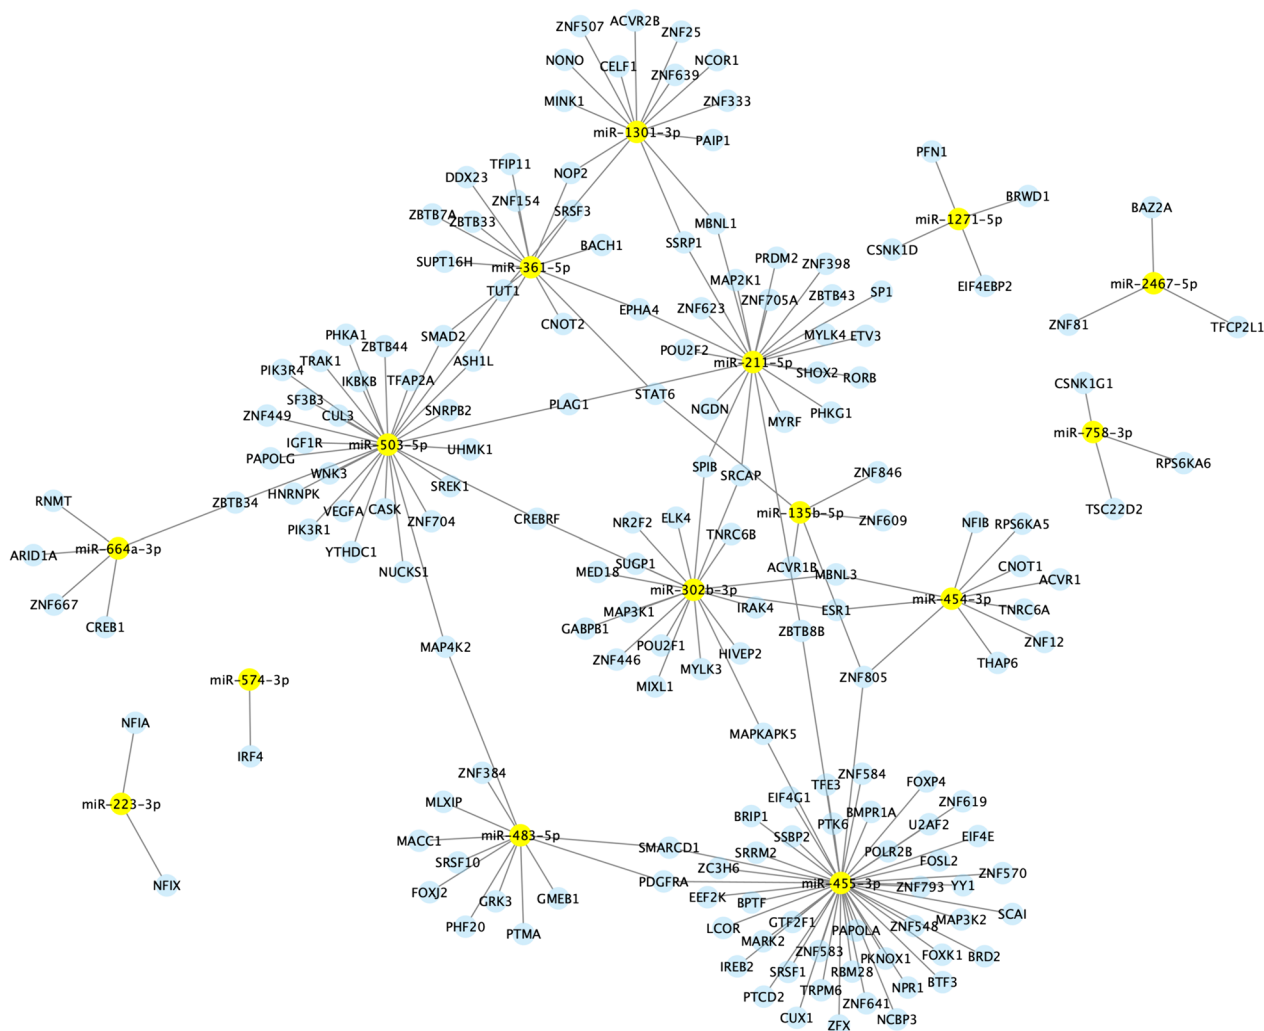 ACVR2B
ZNF507
ZNF25
NONO
CELF1
NCOR1
ZNF639
MINK1
ZNF333
miR-1301-3p
PAIP1
PFN1
TFIP11
DDX23
NOP2
BRWD1
ZNF154
BAZ2A
ZBTB7A
ZBTB33
SRSF3
MBNL1
miR-1271-5p
SSRP1
BACH1
CSNK1D
SUPT16H
miR-361-5p
PRDM2
ZNF398
MAP2K1
miR-2467-5p
EIF4EBP2
TUT1
SP1
ZBTB43
ZNF705A
EPHA4
ZNF623
CNOT2
ZNF81
TFCP2L1
PHKA1
SMAD2
MYLK4
ETV3
ZBTB44
POU2F2
TRAK1
ASH1L
miR-211-5p
PIK3R4
IKBKB
TFAP2A
SHOX2
RORB
CSNK1G1
STAT6
SF3B3
PLAG1
NGDN
SNRPB2
PHKG1
ZNF449
CUL3
MYRF
miR-758-3p
IGF1R
miR-503-5p
UHMK1
PAPOLG
RPS6KA6
SPIB
WNK3
SRCAP
ZNF846
SREK1
HNRNPK
RNMT
ZBTB34
CASK
VEGFA
TSC22D2
miR-135b-5p
CREBRF
ZNF704
ZNF609
NR2F2
ELK4
NFIB
RPS6KA5
PIK3R1
TNRC6B
miR-664a-3p
YTHDC1
ARID1A
SUGP1
CNOT1
ACVR1B
NUCKS1
MED18
MBNL3
ACVR1
miR-302b-3p
miR-454-3p
ZNF667
IRAK4
MAP3K1
ESR1
TNRC6A
CREB1
GABPB1
ZBTB8B
ZNF12
MAP4K2
POU2F1
HIVEP2
ZNF446
THAP6
MYLK3
ZNF805
miR-574-3p
MIXL1
NFIA
MAPKAPK5
IRF4
ZNF384
ZNF584
TFE3
FOXP4
EIF4G1
MLXIP
ZNF619
miR-223-3p
BRIP1
BMPR1A
PTK6
U2AF2
miR-483-5p
SSBP2
EIF4E
MACC1
SMARCD1
SRRM2
POLR2B
SRSF10
FOSL2
ZC3H6
ZNF570
PDGFRA
miR-455-3p
NFIX
ZNF793
YY1
FOXJ2
EEF2K
GMEB1
GRK3
BPTF
SCAI
MAP3K2
GTF2F1
PHF20
LCOR
ZNF548
PAPOLA
PTMA
MARK2
ZNF583
FOXK1
BRD2
PKNOX1
IREB2
SRSF1
RBM28
BTF3
NPR1
TRPM6
PTCD2
ZNF641
CUX1
NCBP3
ZFX